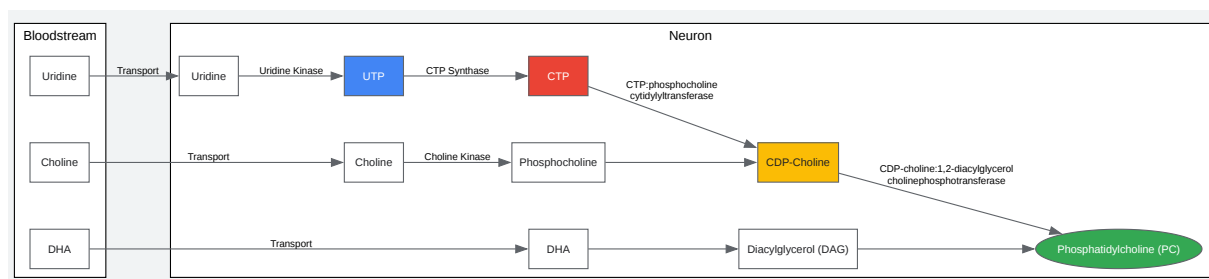 Bloodstream
Neuron
Uridine
Transport
Uridine
Uridine Kinase
UTP
CTP Synthase
CTP
CTP:phosphocholine
cytidylyltransferase
Choline
Transport
Choline
Choline Kinase
Phosphocholine
CDP-Choline
CDP-choline:1,2-diacylglycerol
cholinephosphotransferase
DHA
Transport
DHA
Diacylglycerol (DAG)
Phosphatidylcholine (PC)